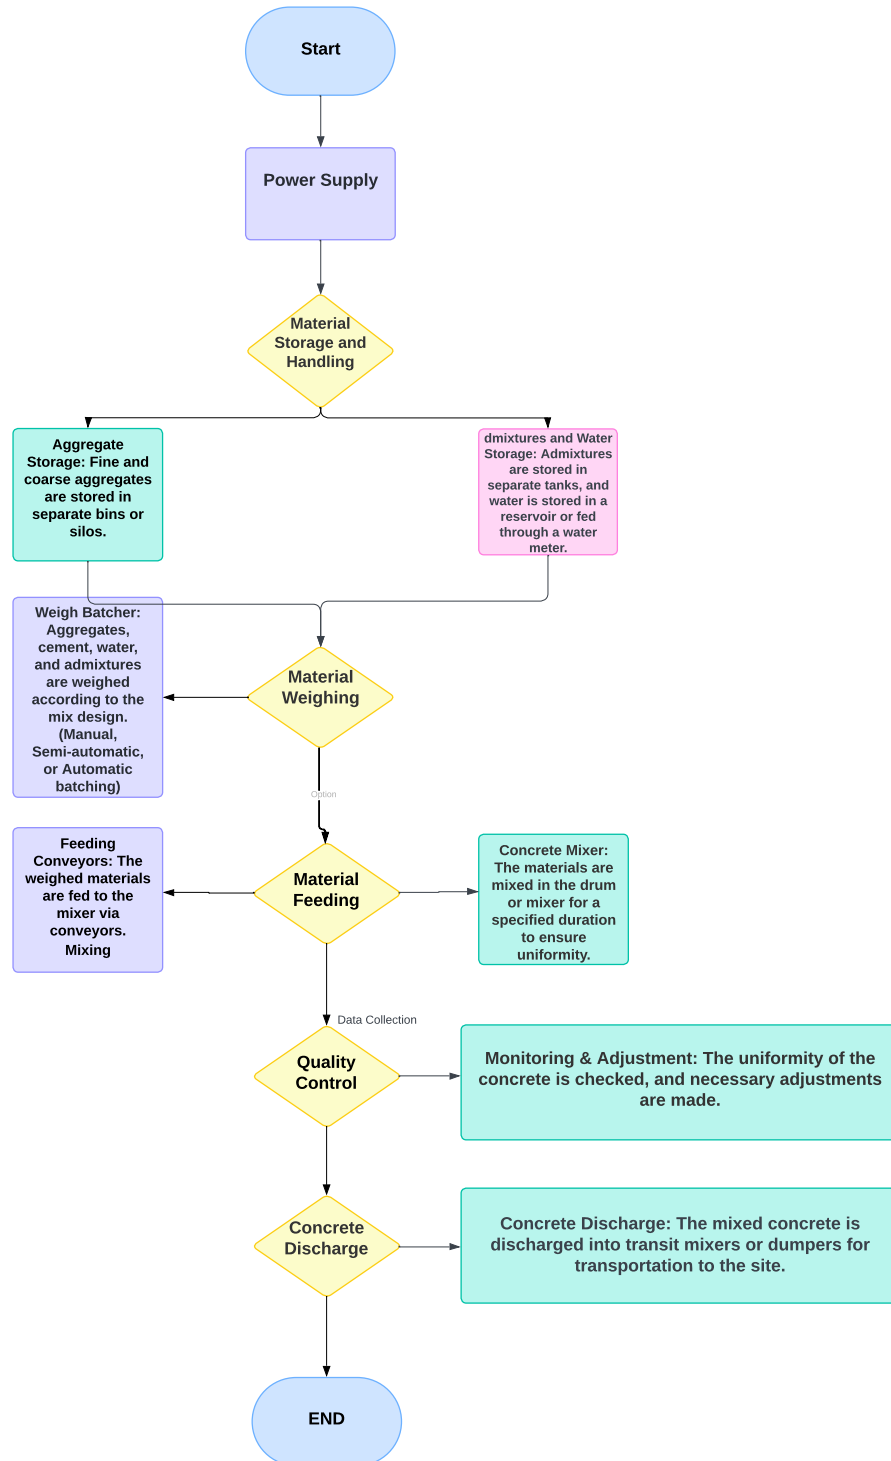 Start
Power Supply
Material
Storage and
Handling
Aggregate
Storage: Fine and
coarse aggregates
are stored in
separate bins or
silos.
dmixtures and Water
Storage: Admixtures
are stored in
separate tanks, and
water is stored in a
reservoir or fed
through a water
meter.
Weigh Batcher:
Aggregates,
cement, water,
and admixtures
are weighed
according to the
mix design.
(Manual,
Semi-automatic,
or Automatic
batching)
Material
Weighing
Option
Feeding
Conveyors: The
weighed materials
are fed to the
mixer via
conveyors.
Mixing
Material
Feeding
Concrete Mixer:
The materials are
mixed in the drum
or mixer for a
specified duration
to ensure
uniformity.
Data Collection
Quality
Control
Monitoring & Adjustment: The uniformity of the
concrete is checked, and necessary adjustments
are made.
Concrete
Discharge
Concrete Discharge: The mixed concrete is
discharged into transit mixers or dumpers for
transportation to the site.
END